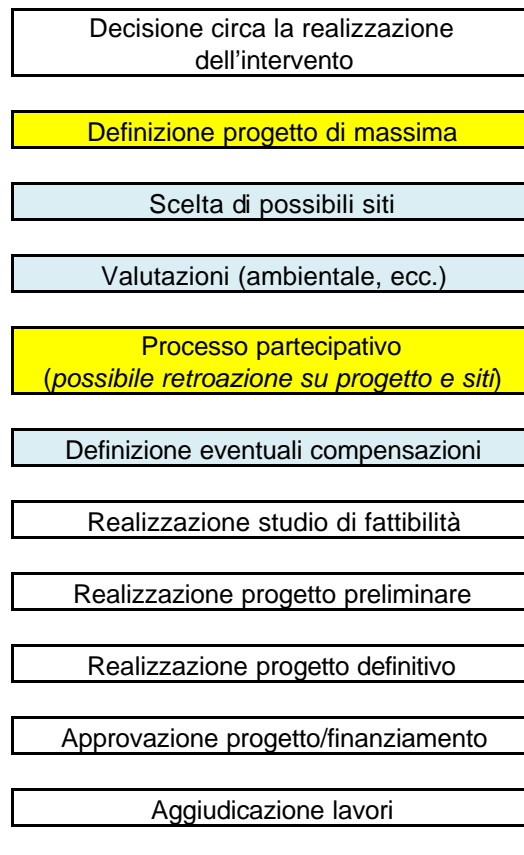 Decisione circa la realizzazione
dell’intervento
Definizione progetto di massima
Scelta di possibili siti
Valutazioni (ambientale, ecc.)
Processo partecipativo
(possibile retroazione su progetto e siti)
Definizione eventuali compensazioni
Realizzazione studio di fattibilità
Realizzazione progetto preliminare
Realizzazione progetto definitivo
Approvazione progetto/finanziamento
Aggiudicazione lavori